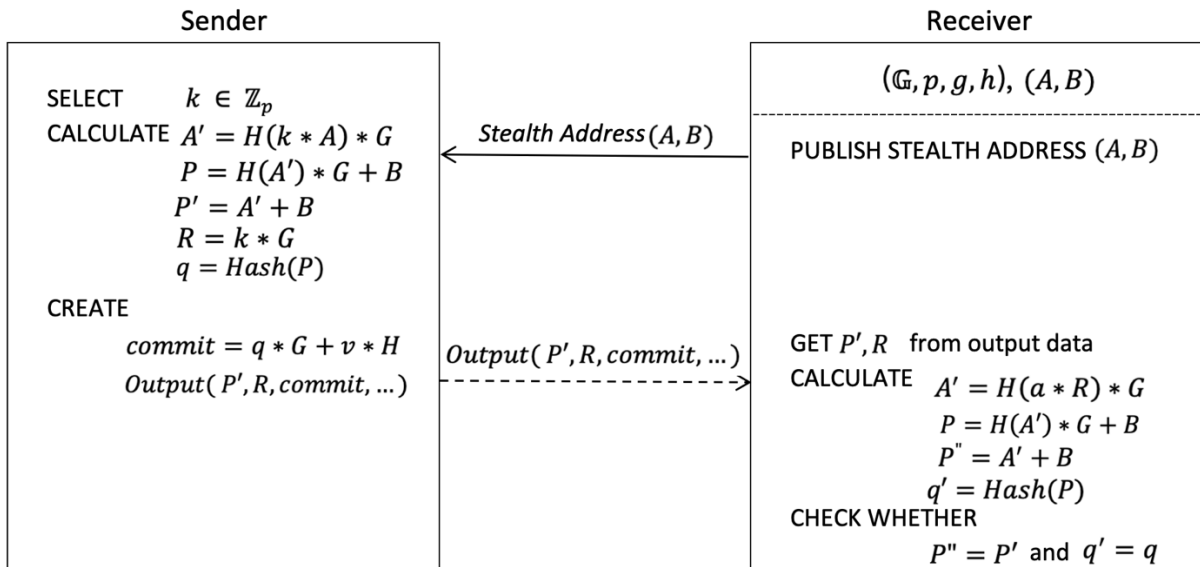 Sender
SELECT k ∈ ℤₚ
CALCULATE A′ = H(k * A) * G
P = H(A′) * G + B
P′ = A′ + B
R = k * G
q = Hash(P)
CREATE
commit = q * G + v * H
Output( P′, R, commit, … )
Stealth Address (A, B)
Output( P′, R, commit, … )
Receiver
(𝔾, p, g, h), (A, B)
PUBLISH STEALTH ADDRESS (A, B)
GET P′, R from output data
CALCULATE A′ = H(a * R) * G
P = H(A′) * G + B
P" = A′ + B
q′ = Hash(P)
CHECK WHETHER
P" = P′ and q′ = q